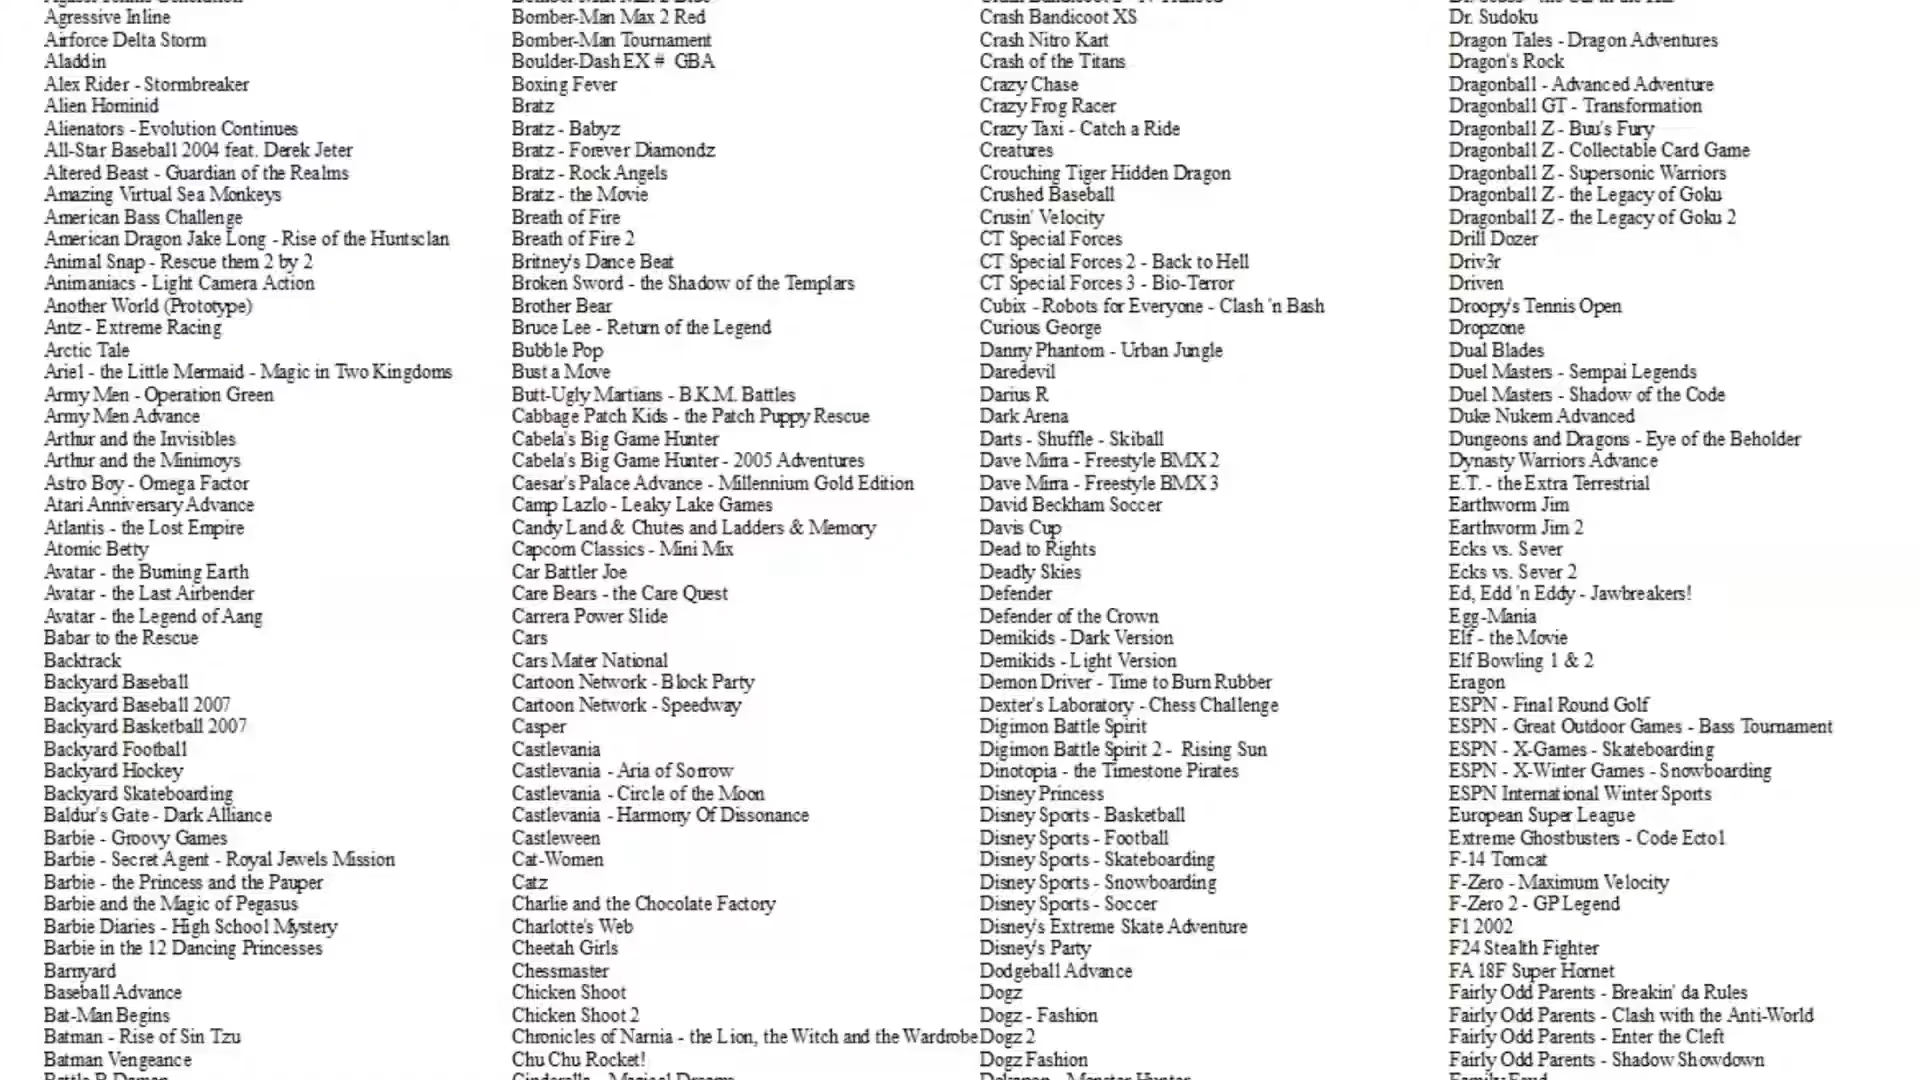 Agressive Inline
Airforce Delta Storm
Aladdin
Alex Rider - Stormbreaker
Alien Hominid
Alienators - Evolution Continues
All-Star Baseball 2004 feat. Derek Jeter
Altered Beast - Guardian of the Realms
Amazing Virtual Sea Monkeys
American Bass Challenge
American Dragon Jake Long - Rise of the Huntsclan
Animal Snap - Rescue them 2 by 2
Animaniacs - Light Camera Action
Another World (Prototype)
Antz - Extreme Racing
Arctic Tale
Ariel - the Little Mermaid - Magic in Two Kingdoms
Army Men - Operation Green
Army Men Advance
Arthur and the Invisibles
Arthur and the Minimoys
Astro Boy - Omega Factor
Atari Anniversary Advance
Atlantis - the Lost Empire
Atomic Betty
Avatar - the Burning Earth
Avatar - the Last Airbender
Avatar - the Legend of Aang
Babar to the Rescue
Backtrack
Backyard Baseball
Backyard Baseball 2007
Backyard Basketball 2007
Backyard Football
Backyard Hockey
Backyard Skateboarding
Baldur's Gate - Dark Alliance
Barbie - Groovy Games
Barbie - Secret Agent - Royal Jewels Mission
Barbie - the Princess and the Pauper
Barbie and the Magic of Pegasus
Barbie Diaries - High School Mystery
Barbie in the 12 Dancing Princesses
Barnyard
Baseball Advance
Bat-Man Begins
Batman - Rise of Sin Tzu
Batman Vengeance
Bomber-Man Max 2 Red
Bomber-Man Tournament
Boulder-Dash EX # GBA
Boxing Fever
Bratz
Bratz - Babyz
Bratz - Forever Diamondz
Bratz - Rock Angels
Bratz - the Movie
Breath of Fire
Breath of Fire 2
Britney's Dance Beat
Broken Sword - the Shadow of the Templars
Brother Bear
Bruce Lee - Return of the Legend
Bubble Pop
Bust a Move
Butt-Ugly Martians - B.K.M. Battles
Cabbage Patch Kids - the Patch Puppy Rescue
Cabela's Big Game Hunter
Cabela's Big Game Hunter - 2005 Adventures
Caesar's Palace Advance - Millennium Gold Edition
Camp Lazlo - Leaky Lake Games
Candy Land & Chutes and Ladders & Memory
Capcom Classics - Mini Mix
Car Battler Joe
Care Bears - the Care Quest
Carrera Power Slide
Cars
Cars Mater National
Cartoon Network - Block Party
Cartoon Network - Speedway
Casper
Castlevania
Castlevania - Aria of Sorrow
Castlevania - Circle of the Moon
Castlevania - Harmony Of Dissonance
Castleween
Cat-Women
Catz
Charlie and the Chocolate Factory
Charlotte's Web
Cheetah Girls
Chessmaster
Chicken Shoot
Chicken Shoot 2
Chronicles of Narnia - the Lion, the Witch and the Wardrobe
Chu Chu Rocket!
Crash Bandicoot XS
Crash Nitro Kart
Crash of the Titans
Crazy Chase
Crazy Frog Racer
Crazy Taxi - Catch a Ride
Creatures
Crouching Tiger Hidden Dragon
Crushed Baseball
Crusin' Velocity
CT Special Forces
CT Special Forces 2 - Back to Hell
CT Special Forces 3 - Bio-Terror
Cubix - Robots for Everyone - Clash 'n Bash
Curious George
Danny Phantom - Urban Jungle
Daredevil
Darius R
Dark Arena
Darts - Shuffle - Skiball
Dave Mirra - Freestyle BMX 2
Dave Mirra - Freestyle BMX 3
David Beckham Soccer
Davis Cup
Dead to Rights
Deadly Skies
Defender
Defender of the Crown
Demikids - Dark Version
Demikids - Light Version
Demon Driver - Time to Burn Rubber
Dexter's Laboratory - Chess Challenge
Digimon Battle Spirit
Digimon Battle Spirit 2 - Rising Sun
Dinotopia - the Timestone Pirates
Disney Princess
Disney Sports - Basketball
Disney Sports - Football
Disney Sports - Skateboarding
Disney Sports - Snowboarding
Disney Sports - Soccer
Disney's Extreme Skate Adventure
Disney's Party
Dodgeball Advance
Dogz
Dogz - Fashion
Dogz 2
Dogz Fashion
Dr. Sudoku
Dragon Tales - Dragon Adventures
Dragon's Rock
Dragonball - Advanced Adventure
Dragonball GT - Transformation
Dragonball Z - Buu's Fury
Dragonball Z - Collectable Card Game
Dragonball Z - Supersonic Warriors
Dragonball Z - the Legacy of Goku
Dragonball Z - the Legacy of Goku 2
Drill Dozer
Driv3r
Driven
Droopy's Tennis Open
Dropzone
Dual Blades
Duel Masters - Sempai Legends
Duel Masters - Shadow of the Code
Duke Nukem Advanced
Dungeons and Dragons - Eye of the Beholder
Dynasty Warriors Advance
E.T. - the Extra Terrestrial
Earthworm Jim
Earthworm Jim 2
Ecks vs. Sever
Ecks vs. Sever 2
Ed, Edd 'n Eddy - Jawbreakers!
Egg-Mania
Elf - the Movie
Elf Bowling 1 & 2
Eragon
ESPN - Final Round Golf
ESPN - Great Outdoor Games - Bass Tournament
ESPN - X-Games - Skateboarding
ESPN - X-Winter Games - Snowboarding
ESPN International Winter Sports
European Super League
Extreme Ghostbusters - Code Ecto1
F-14 Tomcat
F-Zero - Maximum Velocity
F-Zero 2 - GP Legend
F1 2002
F24 Stealth Fighter
FA 18F Super Hornet
Fairly Odd Parents - Breakin' da Rules
Fairly Odd Parents - Clash with the Anti-World
Fairly Odd Parents - Enter the Cleft
Fairly Odd Parents - Shadow Showdown